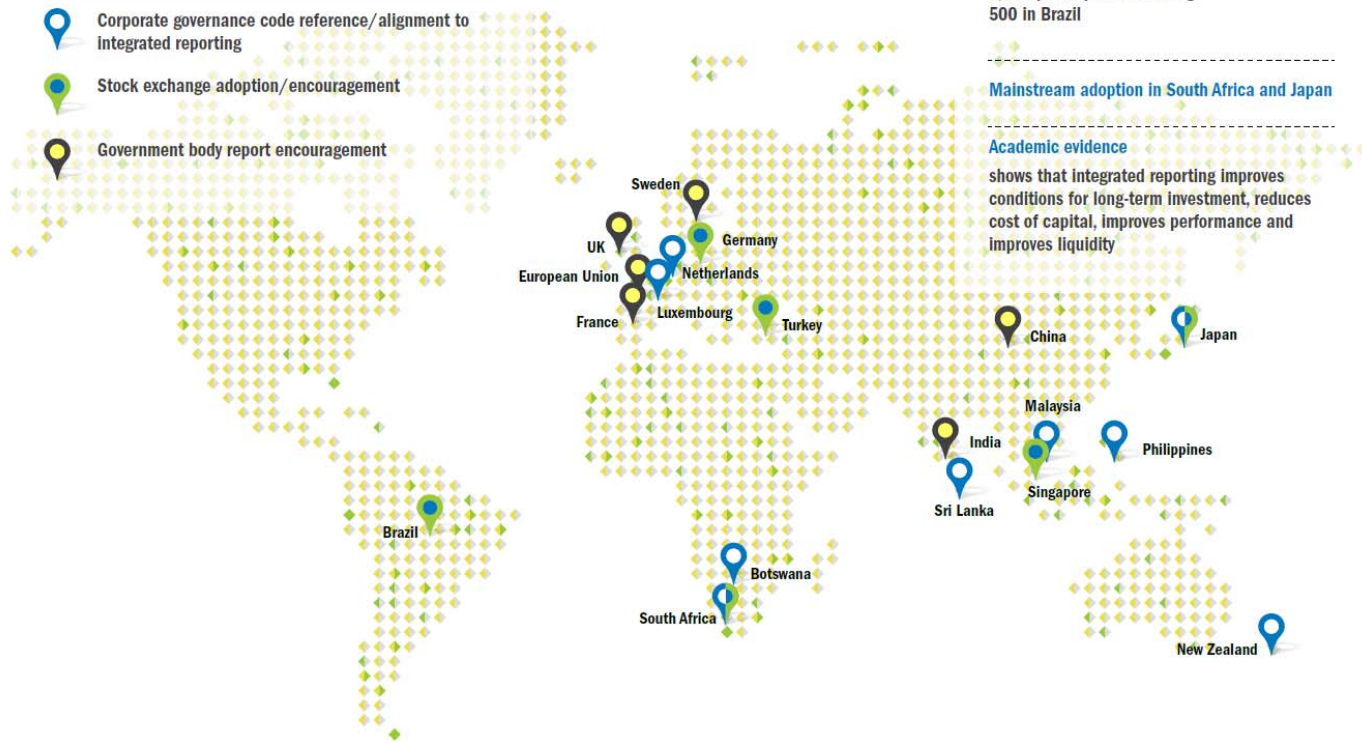 Corporate governance code reference/alignment to
integrated reporting
Stock exchange adoption/encouragement
Government body report encouragement
500 in Brazil
Mainstream adoption in South Africa and Japan
Academic evidence
shows that integrated reporting improves
conditions for long-term investment, reduces
cost of capital, improves performance and
improves liquidity
Sweden
UK
Germany
European Union
Netherlands
France
Luxembourg
Turkey
China
Japan
Malaysia
India
Philippines
Singapore
Sri Lanka
Brazil
Botswana
South Africa
New Zealand